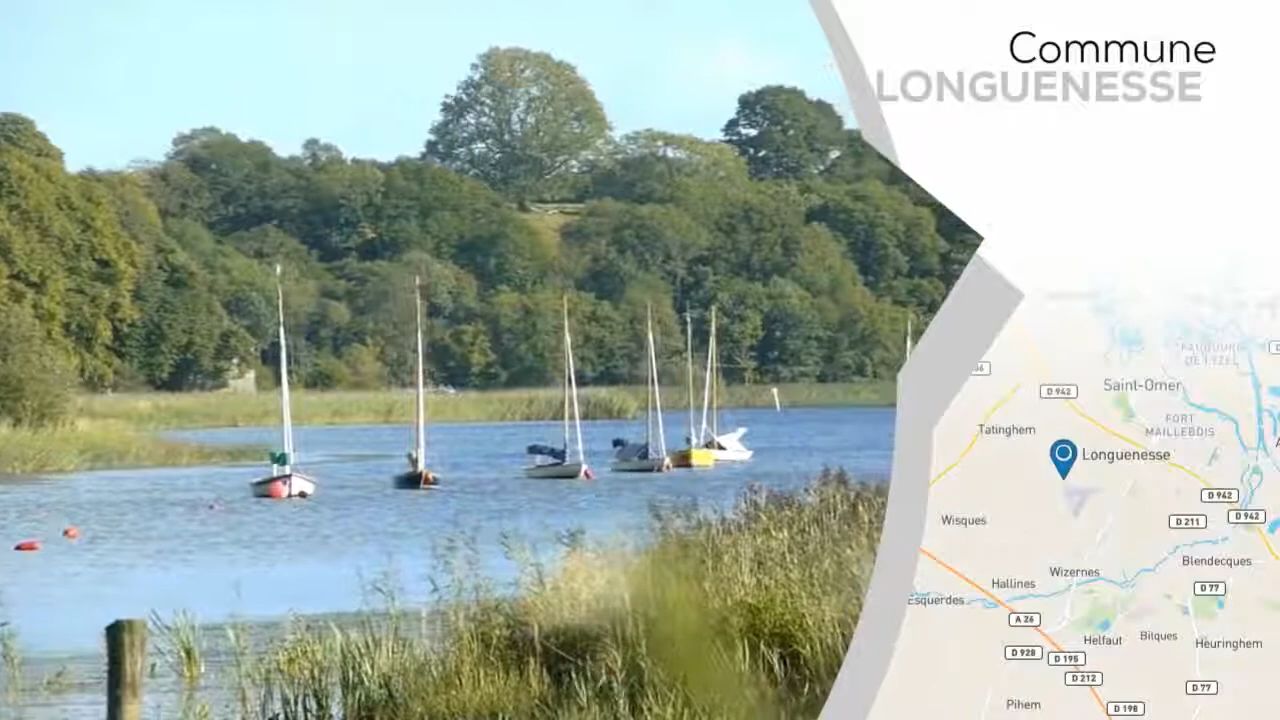 Commune
LONGUENESSE
FAUBOURG
DE LYZEL
D 942
Saint-Omer
FORT
MAILLEBOIS
Tatinghem
Longuenesse
D 942
D 942
D 211
Wisques
Blendecques
Wizernes
Hallines
D 77
Esquerdes
A 26
Helfaut
Bilques
Heuringhem
D 928
D 195
D 212
D 77
Pihem
D 198